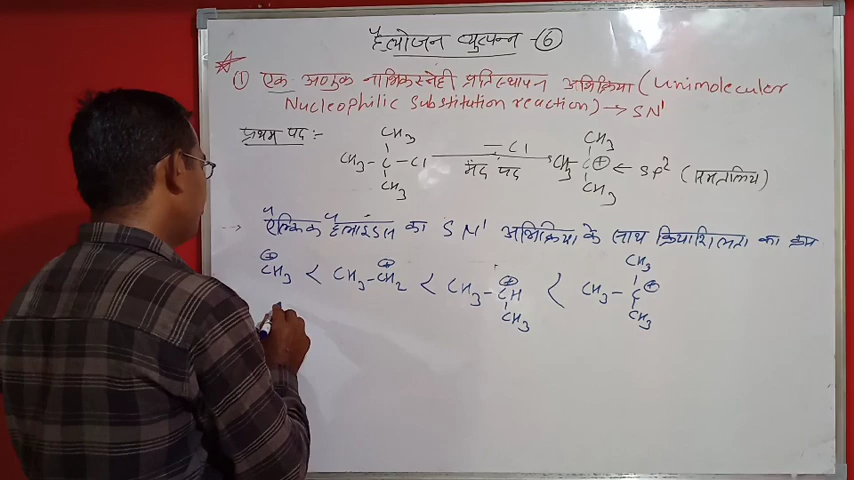 हैलोजन व्युत्पन्न -⑥
① एक अणुक नाभिकस्नेही प्रतिस्थापन अभिक्रिया (Unimolecular
Nucleophilic Substitution reaction) → SN¹
प्रथम पद :-
CH₃
CH₃-C-Cl
CH₃
-Cl
मंद पद
CH₃
CH₃-C⊕ ← SP² (समतलिय)
CH₃
→ ऐल्किल हैलाइडस का SN¹ अभिक्रिया के साथ क्रियाशिलता का क्रम
⊕CH₃ < CH₃-⊕CH₂ < CH₃-⊕CH < CH₃-C⊕
CH₃
CH₃
CH₃